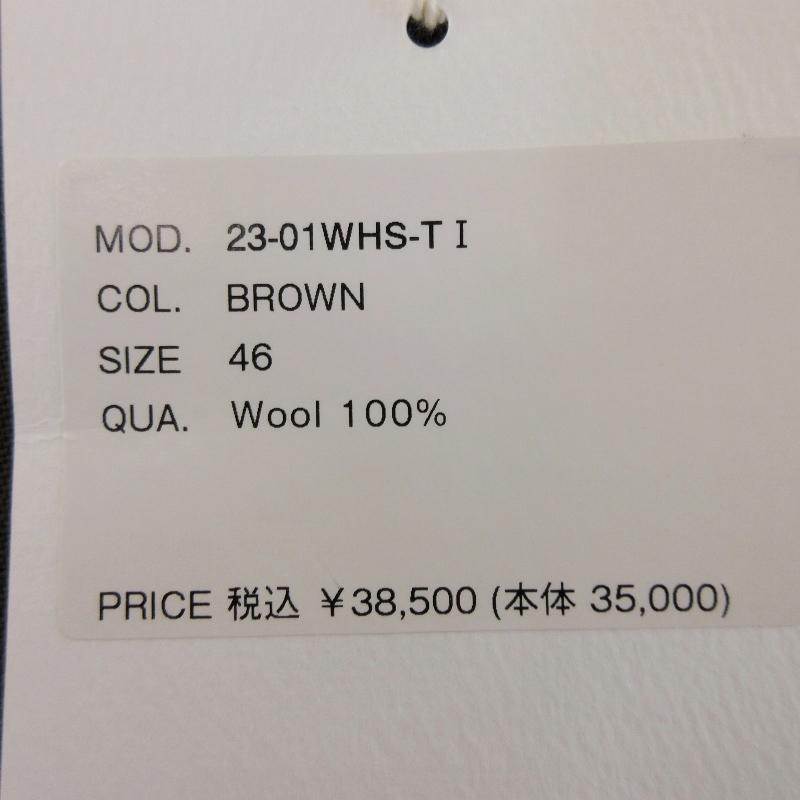 MOD. 23-01WHS-T I
COL. BROWN
SIZE 46
QUA. Wool 100%
PRICE 税込 ￥38,500 (本体 35,000)